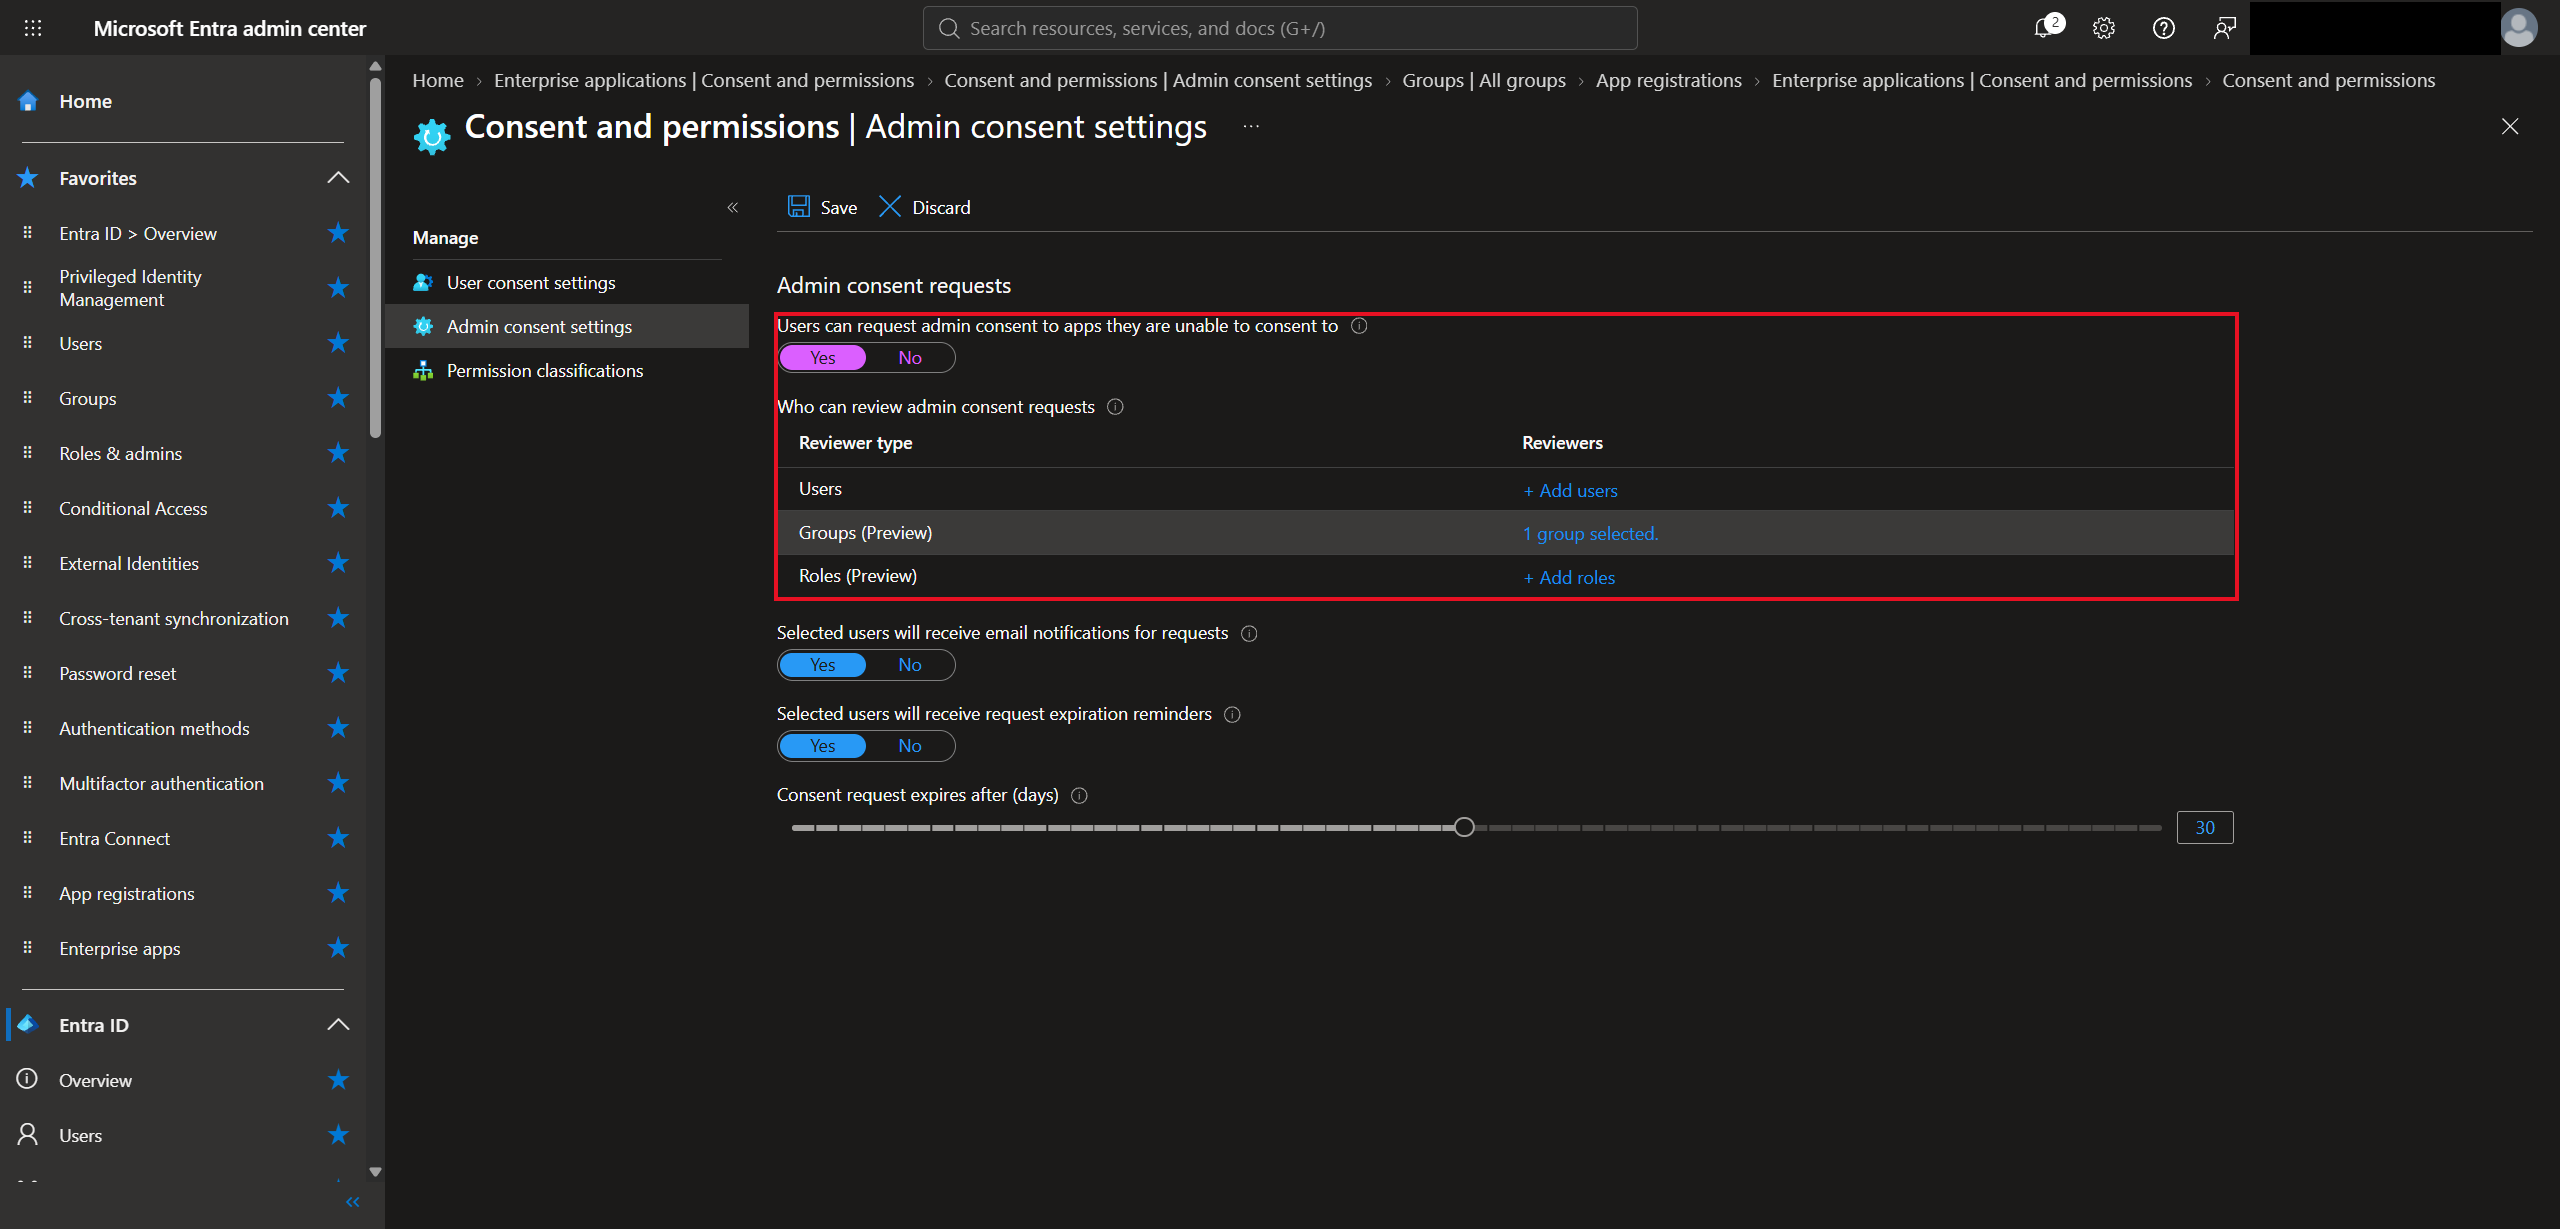 Microsoft Entra admin center
Search resources, services, and docs (G+/)
2
Home
Favorites
Entra ID > Overview
Privileged Identity
Management
Users
Groups
Roles & admins
Conditional Access
External Identities
Cross-tenant synchronization
Password reset
Authentication methods
Multifactor authentication
Entra Connect
App registrations
Enterprise apps
Entra ID
Overview
Users
Home > Enterprise applications | Consent and permissions > Consent and permissions | Admin consent settings > Groups | All groups > App registrations > Enterprise applications | Consent and permissions > Consent and permissions
Consent and permissions | Admin consent settings ...
Manage
User consent settings
Admin consent settings
Permission classifications
Save Discard
Admin consent requests
Users can request admin consent to apps they are unable to consent to
Yes No
Who can review admin consent requests
Reviewer type Reviewers
Users + Add users
Groups (Preview) 1 group selected.
Roles (Preview) + Add roles
Selected users will receive email notifications for requests
Yes No
Selected users will receive request expiration reminders
Yes No
Consent request expires after (days)
30